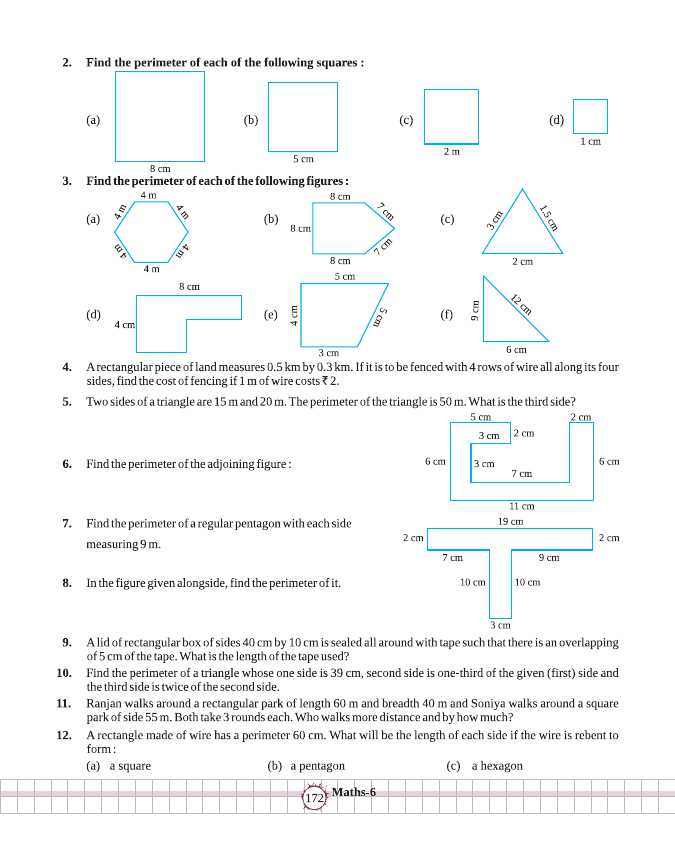 2. Find the perimeter of each of the following squares :
(a) (b) (c) (d)
8 cm 5 cm 2 m 1 cm
3. Find the perimeter of each of the following figures :
(a) 4 m 4 m 4 m 4 m 4 m 4 m
(b) 8 cm 7 cm 8 cm 7 cm 8 cm
(c) 3 cm 1.5 cm 2 cm
(d) 8 cm 4 cm
(e) 5 cm 4 cm 5 cm 3 cm
(f) 9 cm 12 cm 6 cm
4. A rectangular piece of land measures 0.5 km by 0.3 km. If it is to be fenced with 4 rows of wire all along its four
sides, find the cost of fencing if 1 m of wire costs ₹ 2.
5. Two sides of a triangle are 15 m and 20 m. The perimeter of the triangle is 50 m. What is the third side?
5 cm 2 cm
3 cm 2 cm
6 cm 3 cm 6 cm
6. Find the perimeter of the adjoining figure :
7 cm
11 cm
7. Find the perimeter of a regular pentagon with each side
measuring 9 m.
19 cm
2 cm 2 cm
7 cm 9 cm
8. In the figure given alongside, find the perimeter of it.
10 cm 10 cm
3 cm
9. A lid of rectangular box of sides 40 cm by 10 cm is sealed all around with tape such that there is an overlapping
of 5 cm of the tape. What is the length of the tape used?
10. Find the perimeter of a triangle whose one side is 39 cm, second side is one-third of the given (first) side and
the third side is twice of the second side.
11. Ranjan walks around a rectangular park of length 60 m and breadth 40 m and Soniya walks around a square
park of side 55 m. Both take 3 rounds each. Who walks more distance and by how much?
12. A rectangle made of wire has a perimeter 60 cm. What will be the length of each side if the wire is rebent to
form :
(a) a square (b) a pentagon (c) a hexagon
172 Maths-6